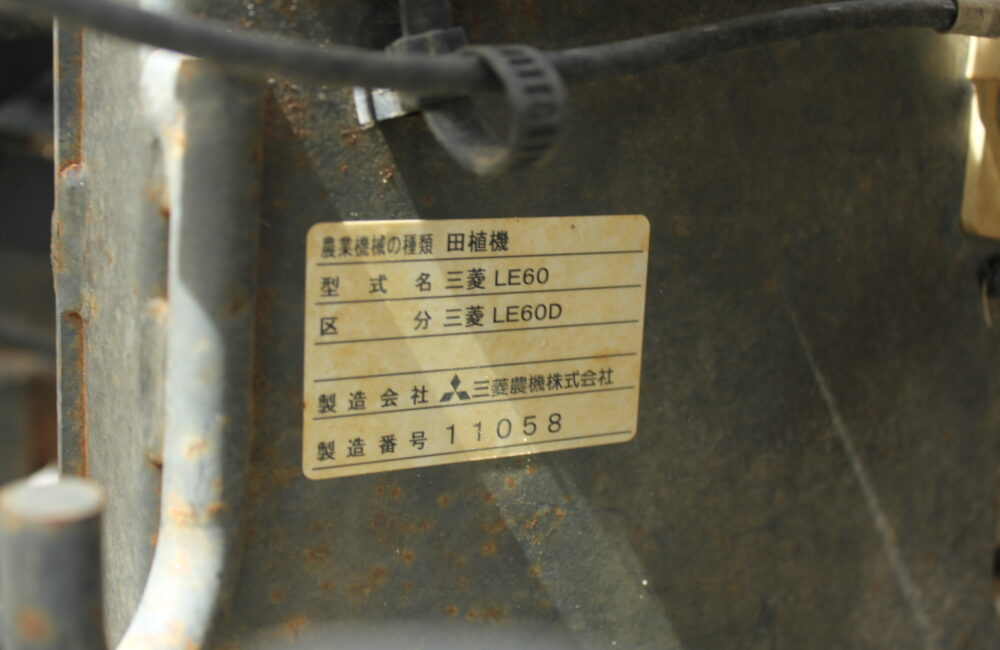 農業機械の種類 田植機
型式名 三菱 LE60
区分 三菱 LE60D
製造会社 三菱農機株式会社
製造番号 11058